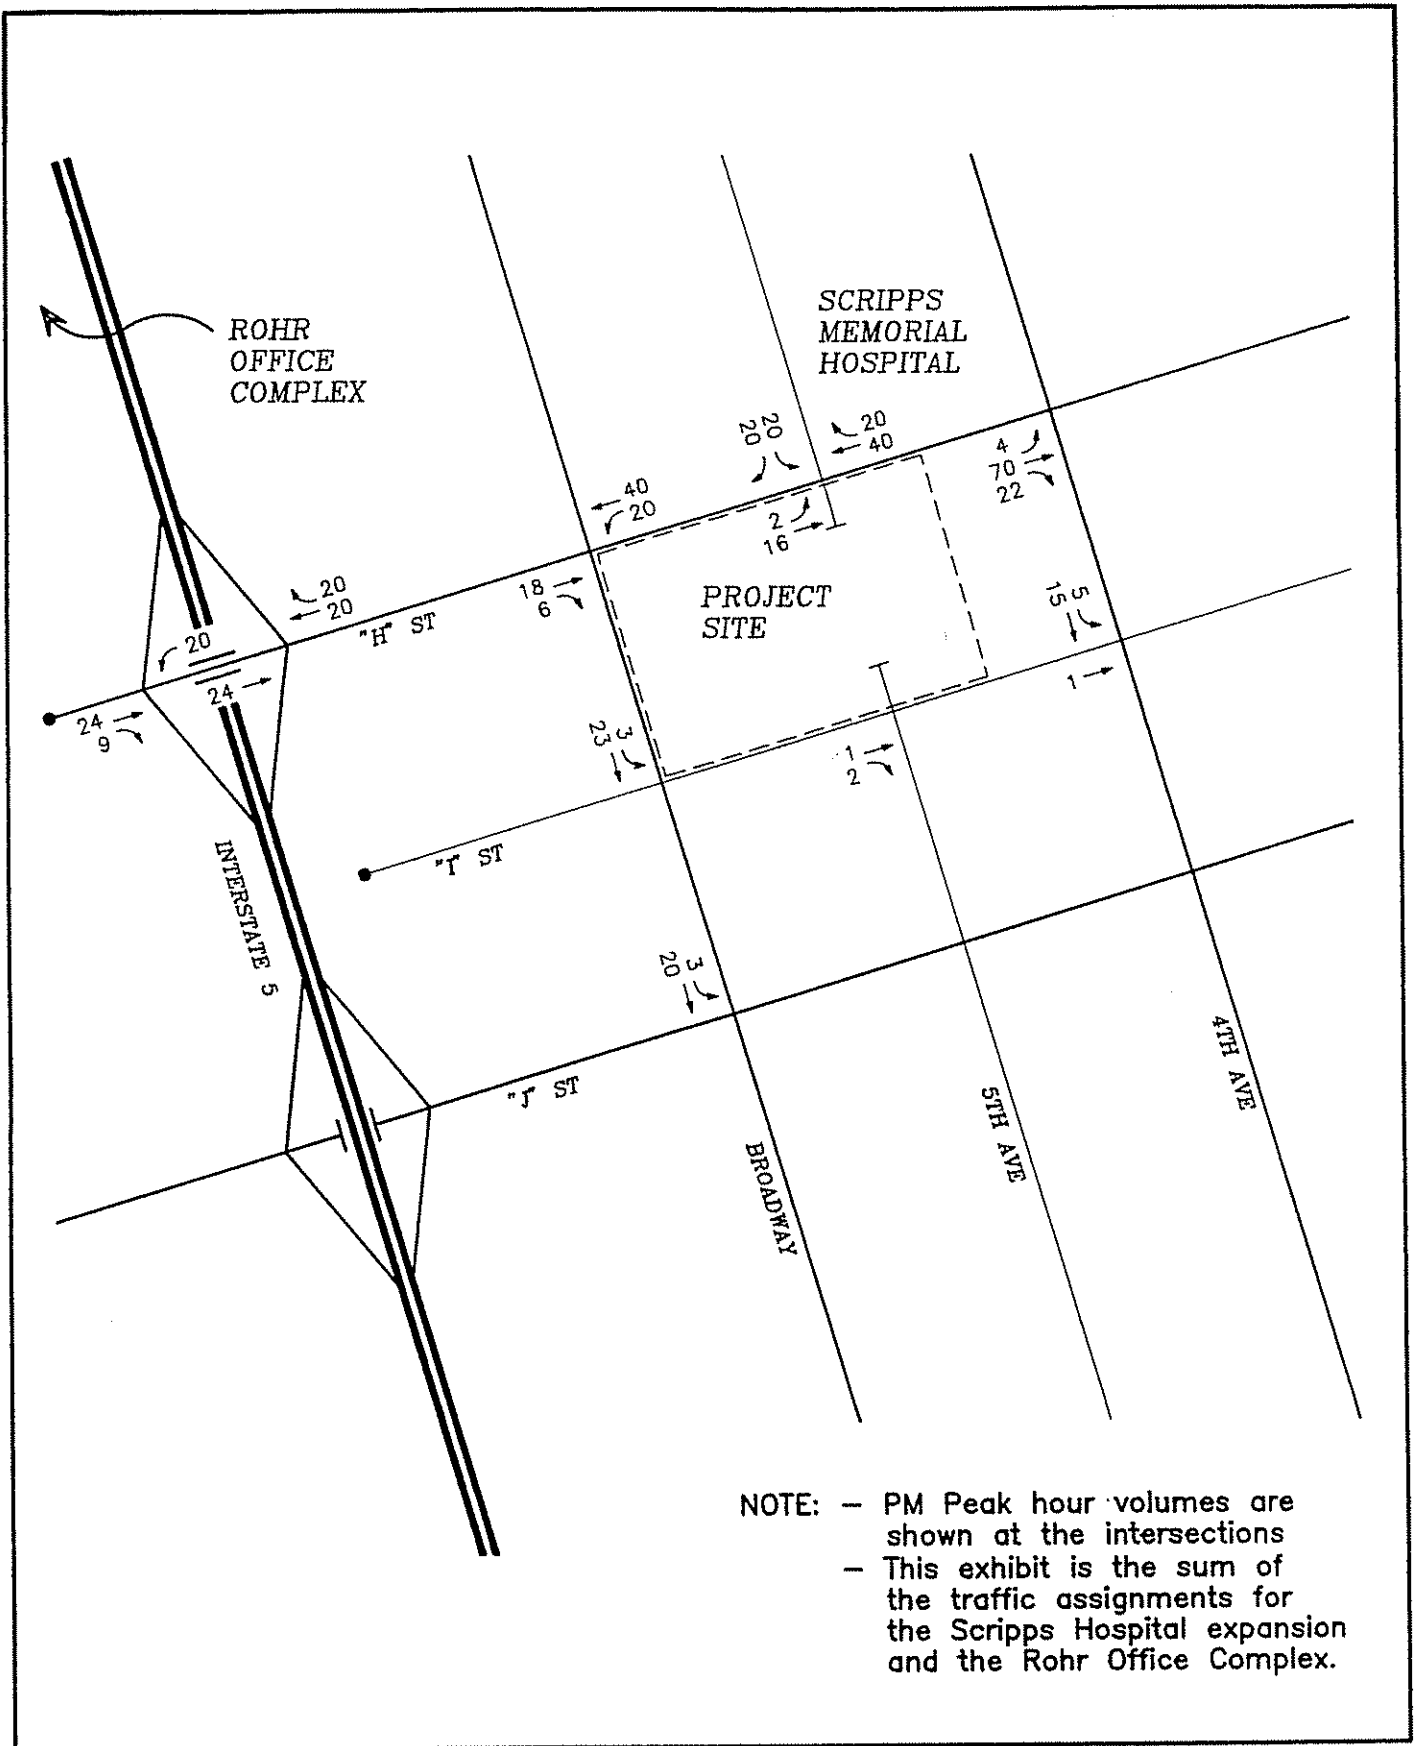 ROHR
OFFICE
COMPLEX
SCRIPPS
MEMORIAL
HOSPITAL
20
20
20
40
4
70
22
40
20
2
16
18
6
PROJECT
SITE
20
20
"H" ST
20
24
24
9
5
15
1
3
23
1
2
"I" ST
INTERSTATE 5
3
20
"J" ST
4TH AVE
5TH AVE
BROADWAY
NOTE: – PM Peak hour volumes are
shown at the intersections
– This exhibit is the sum of
the traffic assignments for
the Scripps Hospital expansion
and the Rohr Office Complex.